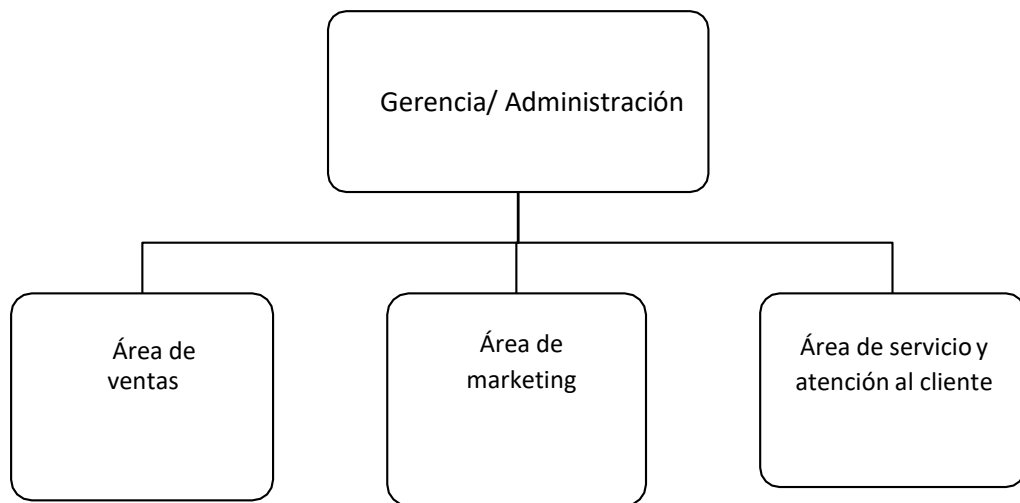 Gerencia/ Administración
Área de
ventas
Área de
marketing
Área de servicio y
atención al cliente